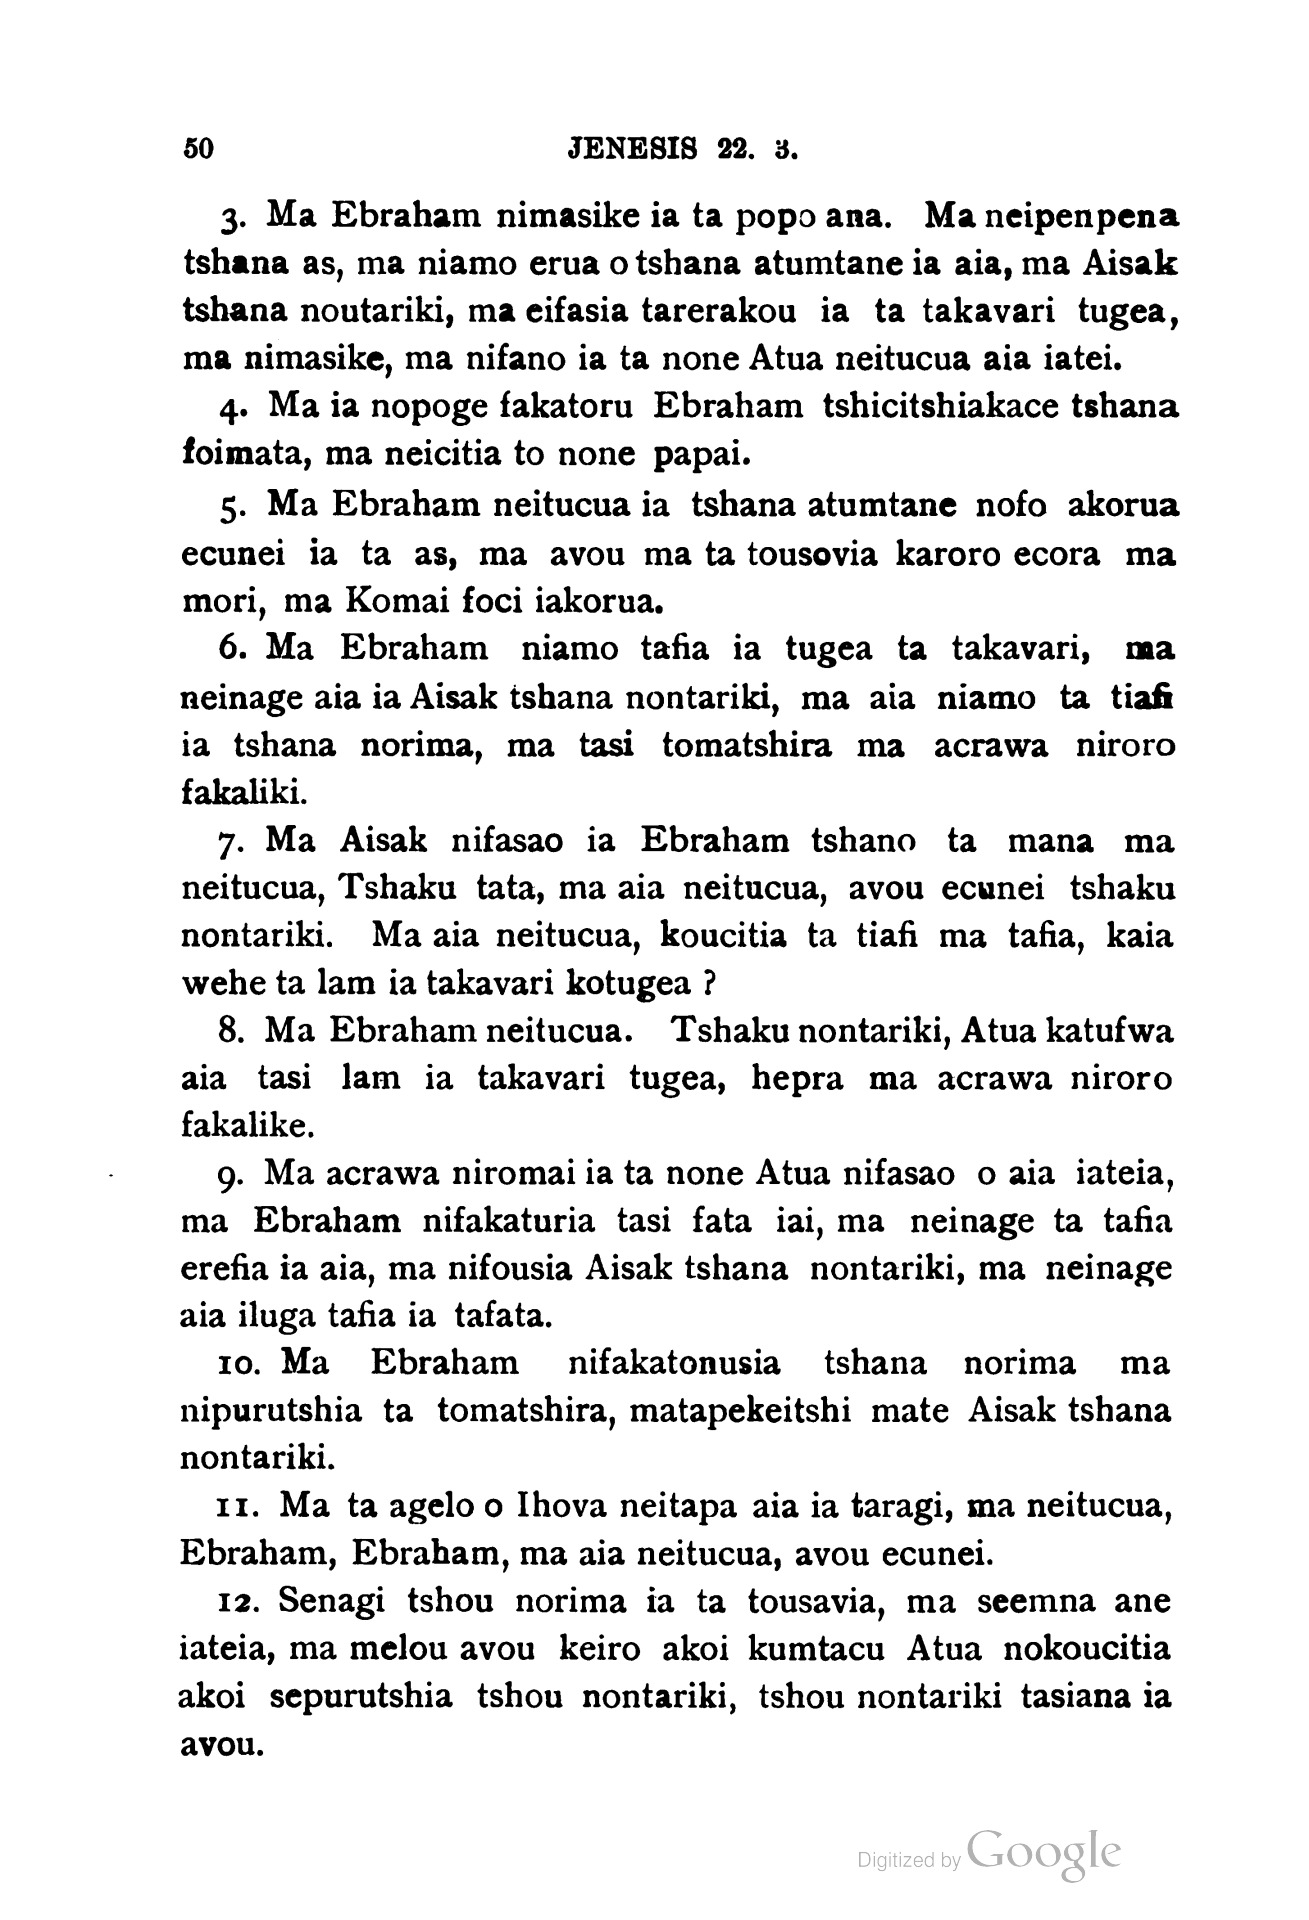 50 JENESIS 22. 3.
3. Ma Ebraham nimasike ia ta popo ana. Ma neipenpena
tshana as, ma niamo erua o tshana atumtane ia aia, ma Aisak
tshana noutariki, ma eifasia tarerakou ia ta takavari tugea,
ma nimasike, ma nifano ia ta none Atua neitucua aia iatei.
4. Ma ia nopoge fakatoru Ebraham tshicitshiakace tshana
foimata, ma neicitia to none papai.
5. Ma Ebraham neitucua ia tshana atumtane nofo akorua
ecunei ia ta as, ma avou ma ta tousovia karoro ecora ma
mori, ma Komai foci iakorua.
6. Ma Ebraham niamo tafia ia tugea ta takavari, ma
neinage aia ia Aisak tshana nontariki, ma aia niamo ta tiafi
ia tshana norima, ma tasi tomatshira ma acrawa niroro
fakaliki.
7. Ma Aisak nifasao ia Ebraham tshano ta mana ma
neitucua, Tshaku tata, ma aia neitucua, avou ecunei tshaku
nontariki. Ma aia neitucua, koucitia ta tiafi ma tafia, kaia
wehe ta lam ia takavari kotugea ?
8. Ma Ebraham neitucua. Tshaku nontariki, Atua katufwa
aia tasi lam ia takavari tugea, hepra ma acrawa niroro
fakalike.
9. Ma acrawa niromai ia ta none Atua nifasao o aia iateia,
ma Ebraham nifakaturia tasi fata iai, ma neinage ta tafia
erefia ia aia, ma nifousia Aisak tshana nontariki, ma neinage
aia iluga tafia ia tafata.
10. Ma Ebraham nifakatonusia tshana norima ma
nipurutshia ta tomatshira, matapekeitshi mate Aisak tshana
nontariki.
11. Ma ta agelo o Ihova neitapa aia ia taragi, ma neitucua,
Ebraham, Ebraham, ma aia neitucua, avou ecunei.
12. Senagi tshou norima ia ta tousavia, ma seemna ane
iateia, ma melou avou keiro akoi kumtacu Atua nokoucitia
akoi sepurutshia tshou nontariki, tshou nontariki tasiana ia
avou.
Digitized by Google